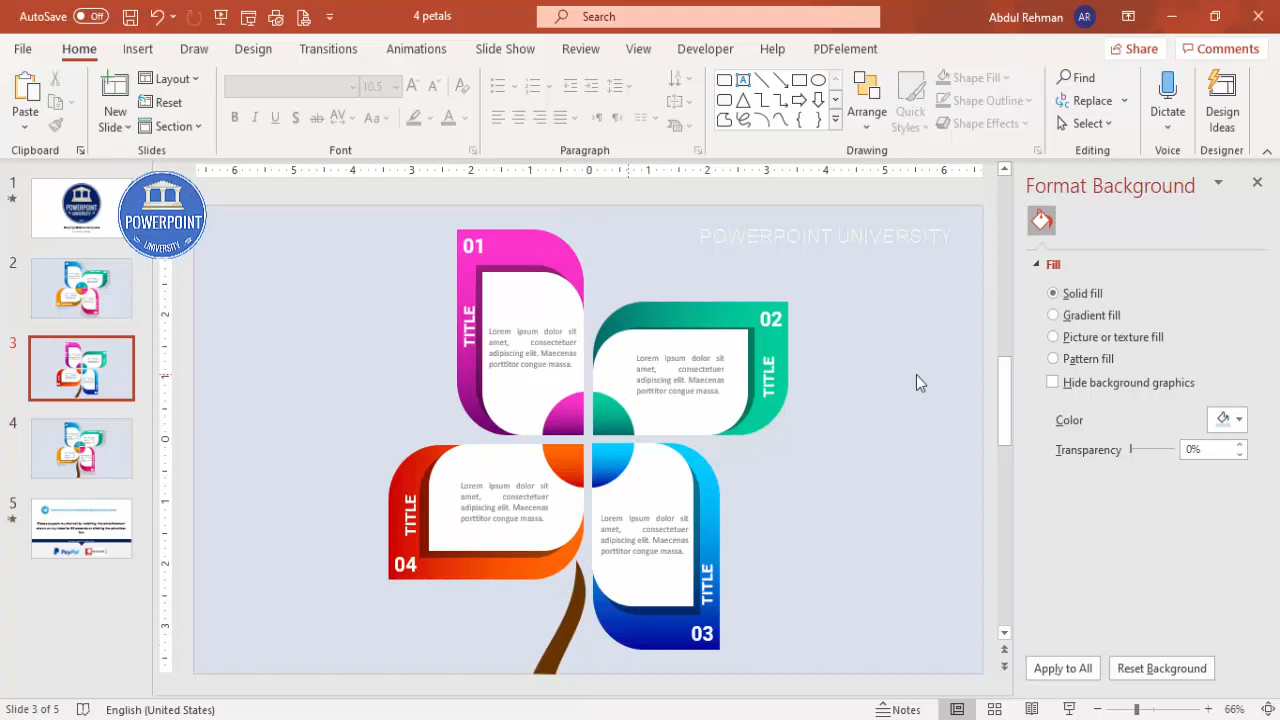 AutoSave Off 4 petals Search Abdul Rehman AR
File Home Insert Draw Design Transitions Animations Slide Show Review View Developer Help PDFelement Share Comments
Paste
Clipboard
New Slide
Layout
Reset
Section
Slides
10.5
Font
Paragraph
Arrange
Quick Styles
Shape Fill
Shape Outline
Shape Effects
Drawing
Find
Replace
Select
Editing
Dictate
Voice
Design Ideas
Designer
1
2
3
4
5
POWERPOINT
UNIVERSITY
POWERPOINT UNIVERSITY
01
TITLE
Lorem ipsum dolor sit
amet, consectetuer
adipiscing elit. Maecenas
porttitor congue massa.
02
TITLE
Lorem ipsum dolor sit
amet, consectetuer
adipiscing elit. Maecenas
porttitor congue massa.
04
TITLE
Lorem ipsum dolor sit
amet, consectetuer
adipiscing elit. Maecenas
porttitor congue massa.
03
TITLE
Lorem ipsum dolor sit
amet, consectetuer
adipiscing elit. Maecenas
porttitor congue massa.
Format Background
Fill
Solid fill
Gradient fill
Picture or texture fill
Pattern fill
Hide background graphics
Color
Transparency 0%
Apply to All Reset Background
Slide 3 of 5 English (United States) Notes 66%